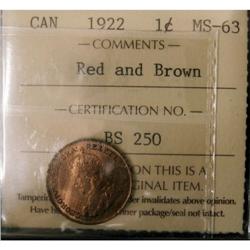 CAN 1922 1¢ MS-63
COMMENTS
Red and Brown
CERTIFICATION NO.
BS 250
ON THIS IS A
GINAL ITEM.
Tampering invalidates above opinion.
Have inner package/seal not intact.